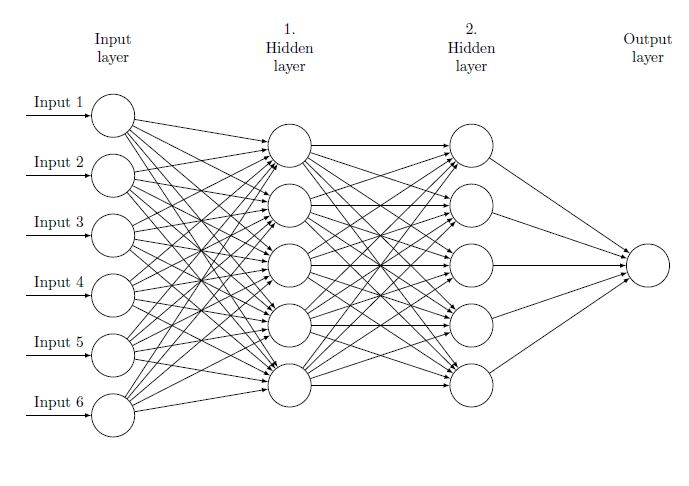 Input
layer
1.
Hidden
layer
2.
Hidden
layer
Output
layer
Input 1
Input 2
Input 3
Input 4
Input 5
Input 6